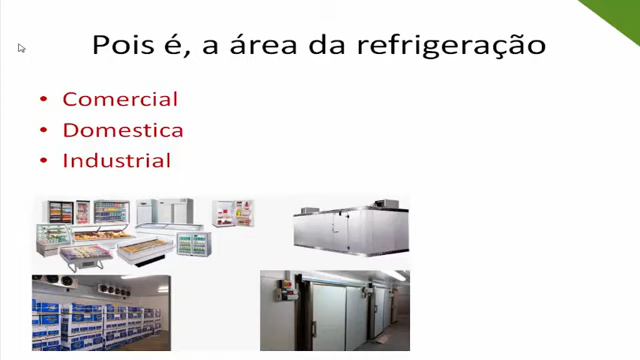 Pois é, a área da refrigeração
• Comercial
• Domestica
• Industrial